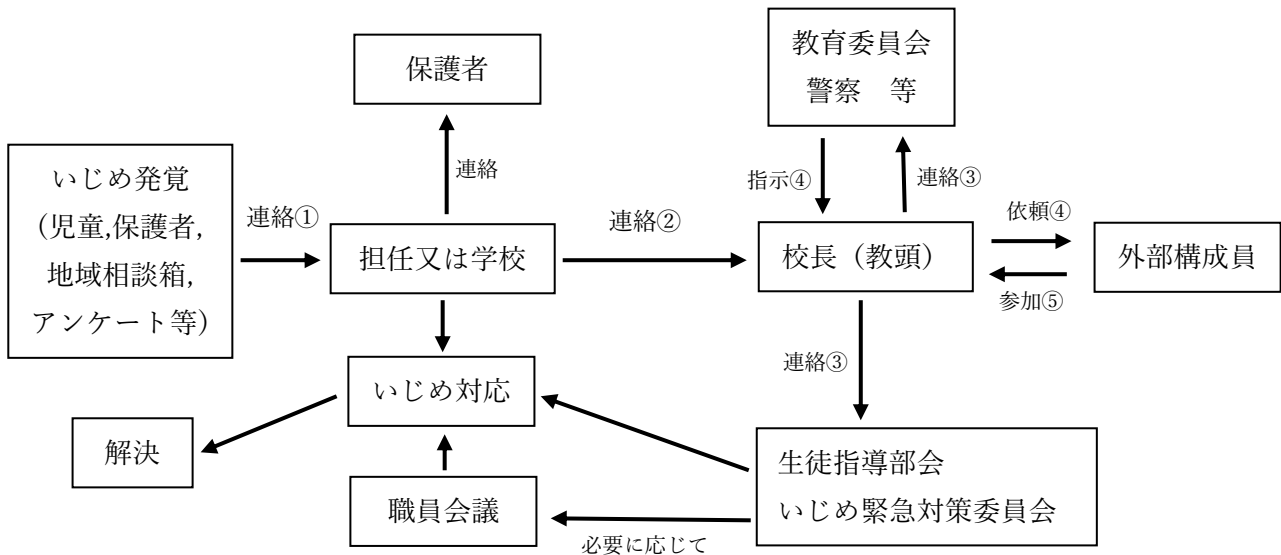 保護者
教育委員会
警察　等
いじめ発覚
(児童,保護者,
地域相談箱,
アンケート等)
連絡
指示④
連絡③
連絡①
担任又は学校
連絡②
校長（教頭）
依頼④
参加⑤
外部構成員
連絡③
いじめ対応
解決
職員会議
生徒指導部会
いじめ緊急対策委員会
必要に応じて